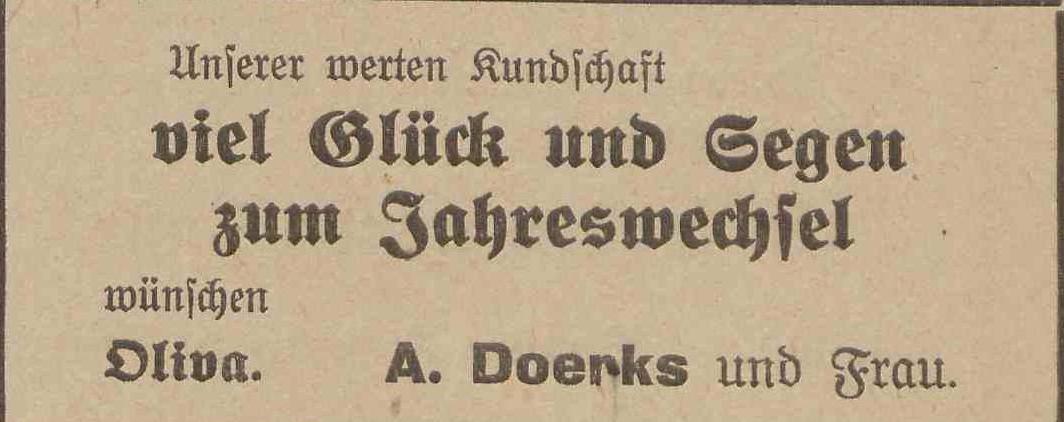 Unserer werten Kundschaft
viel Glück und Segen
zum Jahreswechsel
wünschen
Oliva. A. Doerks und Frau.